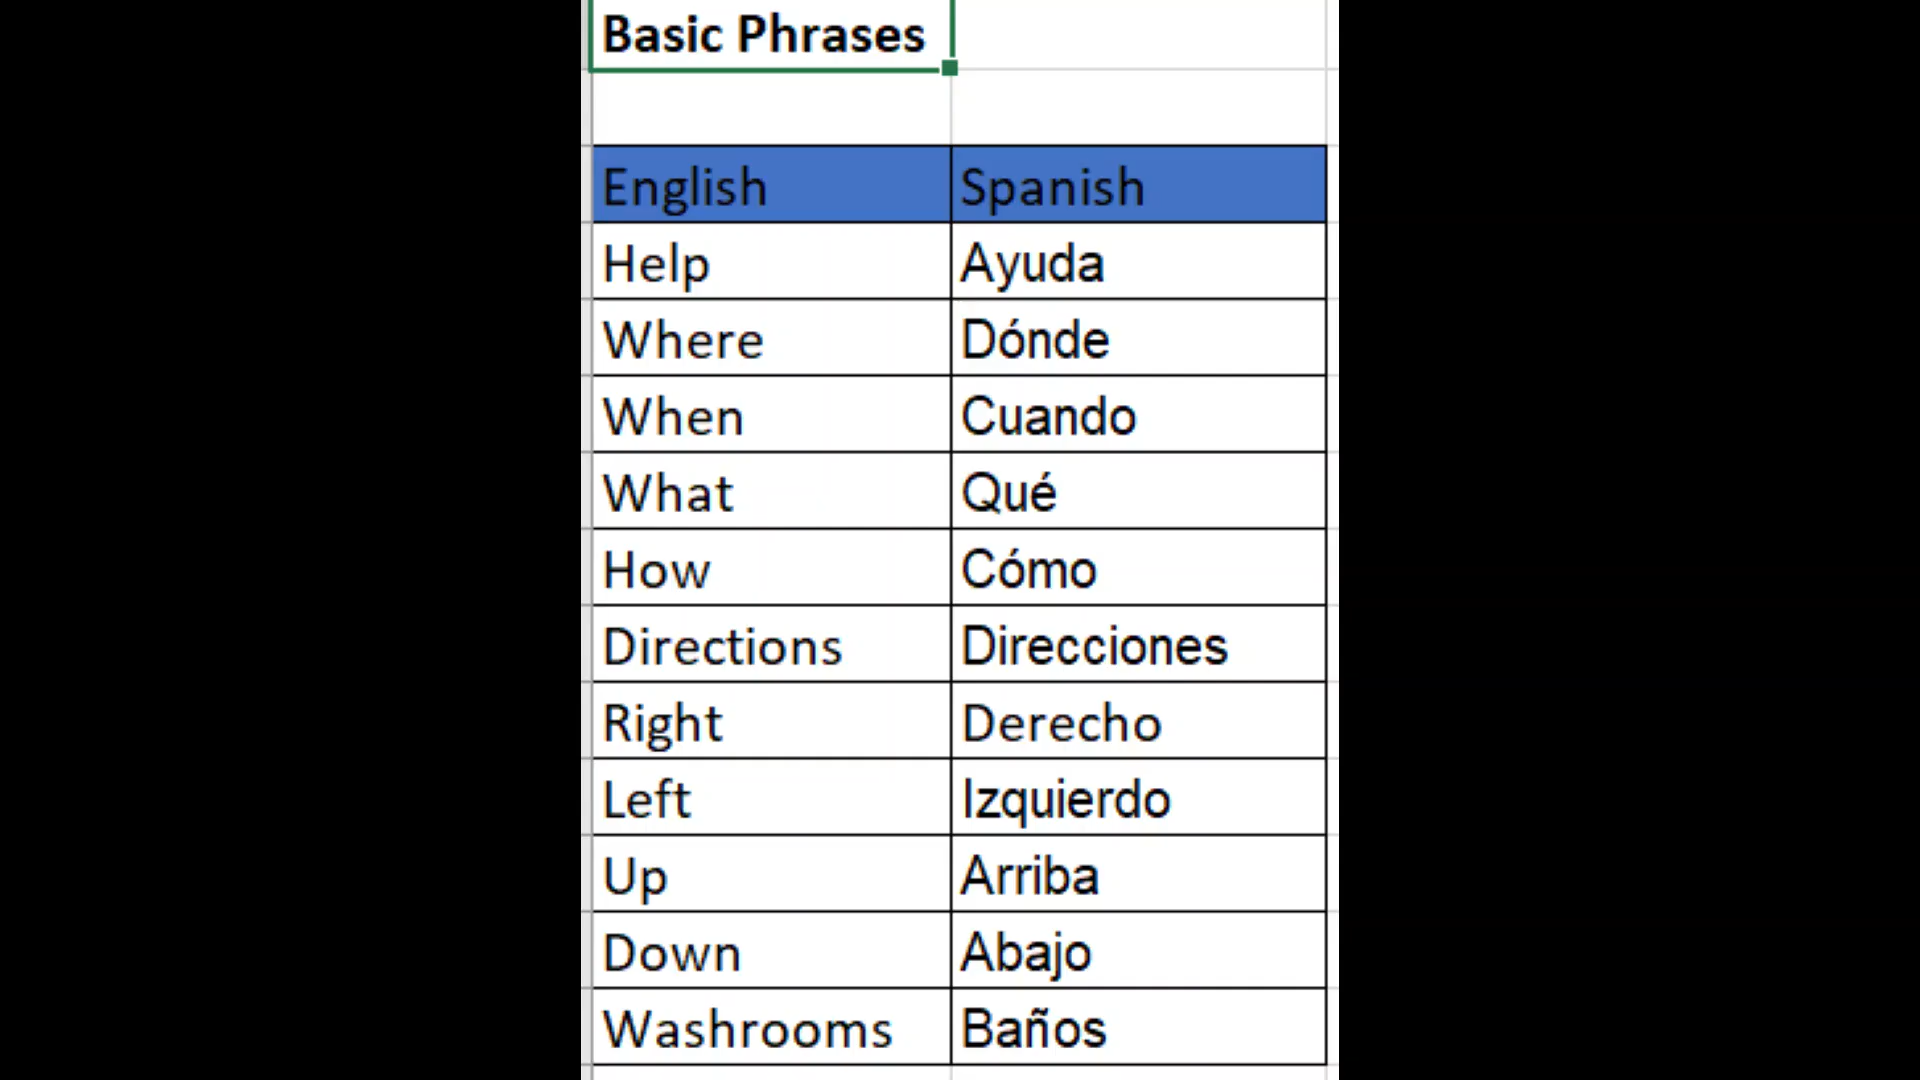 Basic Phrases
English Spanish
Help Ayuda
Where Dónde
When Cuando
What Qué
How Cómo
Directions Direcciones
Right Derecho
Left Izquierdo
Up Arriba
Down Abajo
Washrooms Baños